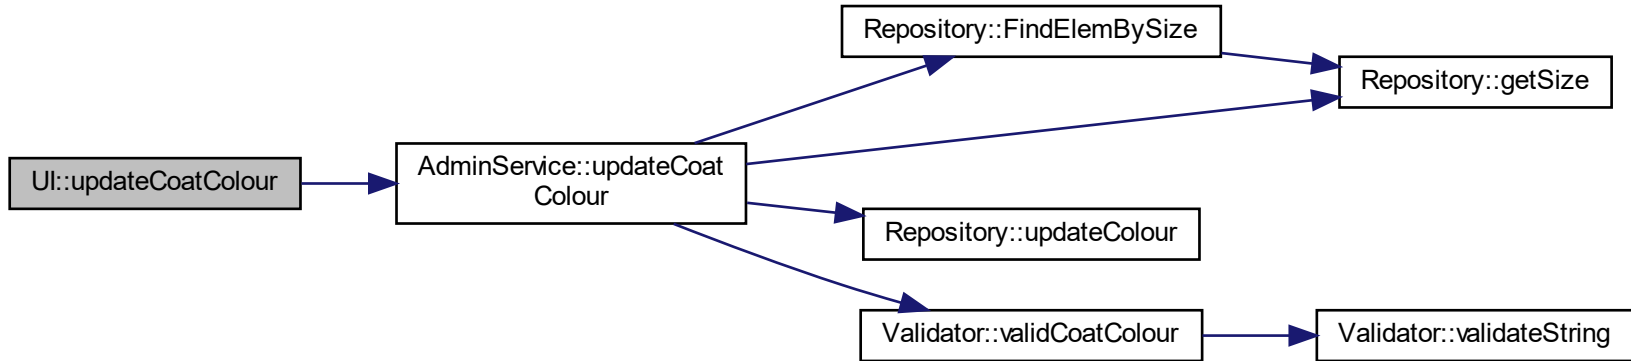 UI::updateCoatColour
AdminService::updateCoat
Colour
Repository::FindElemBySize
Repository::getSize
Repository::updateColour
Validator::validCoatColour
Validator::validateString